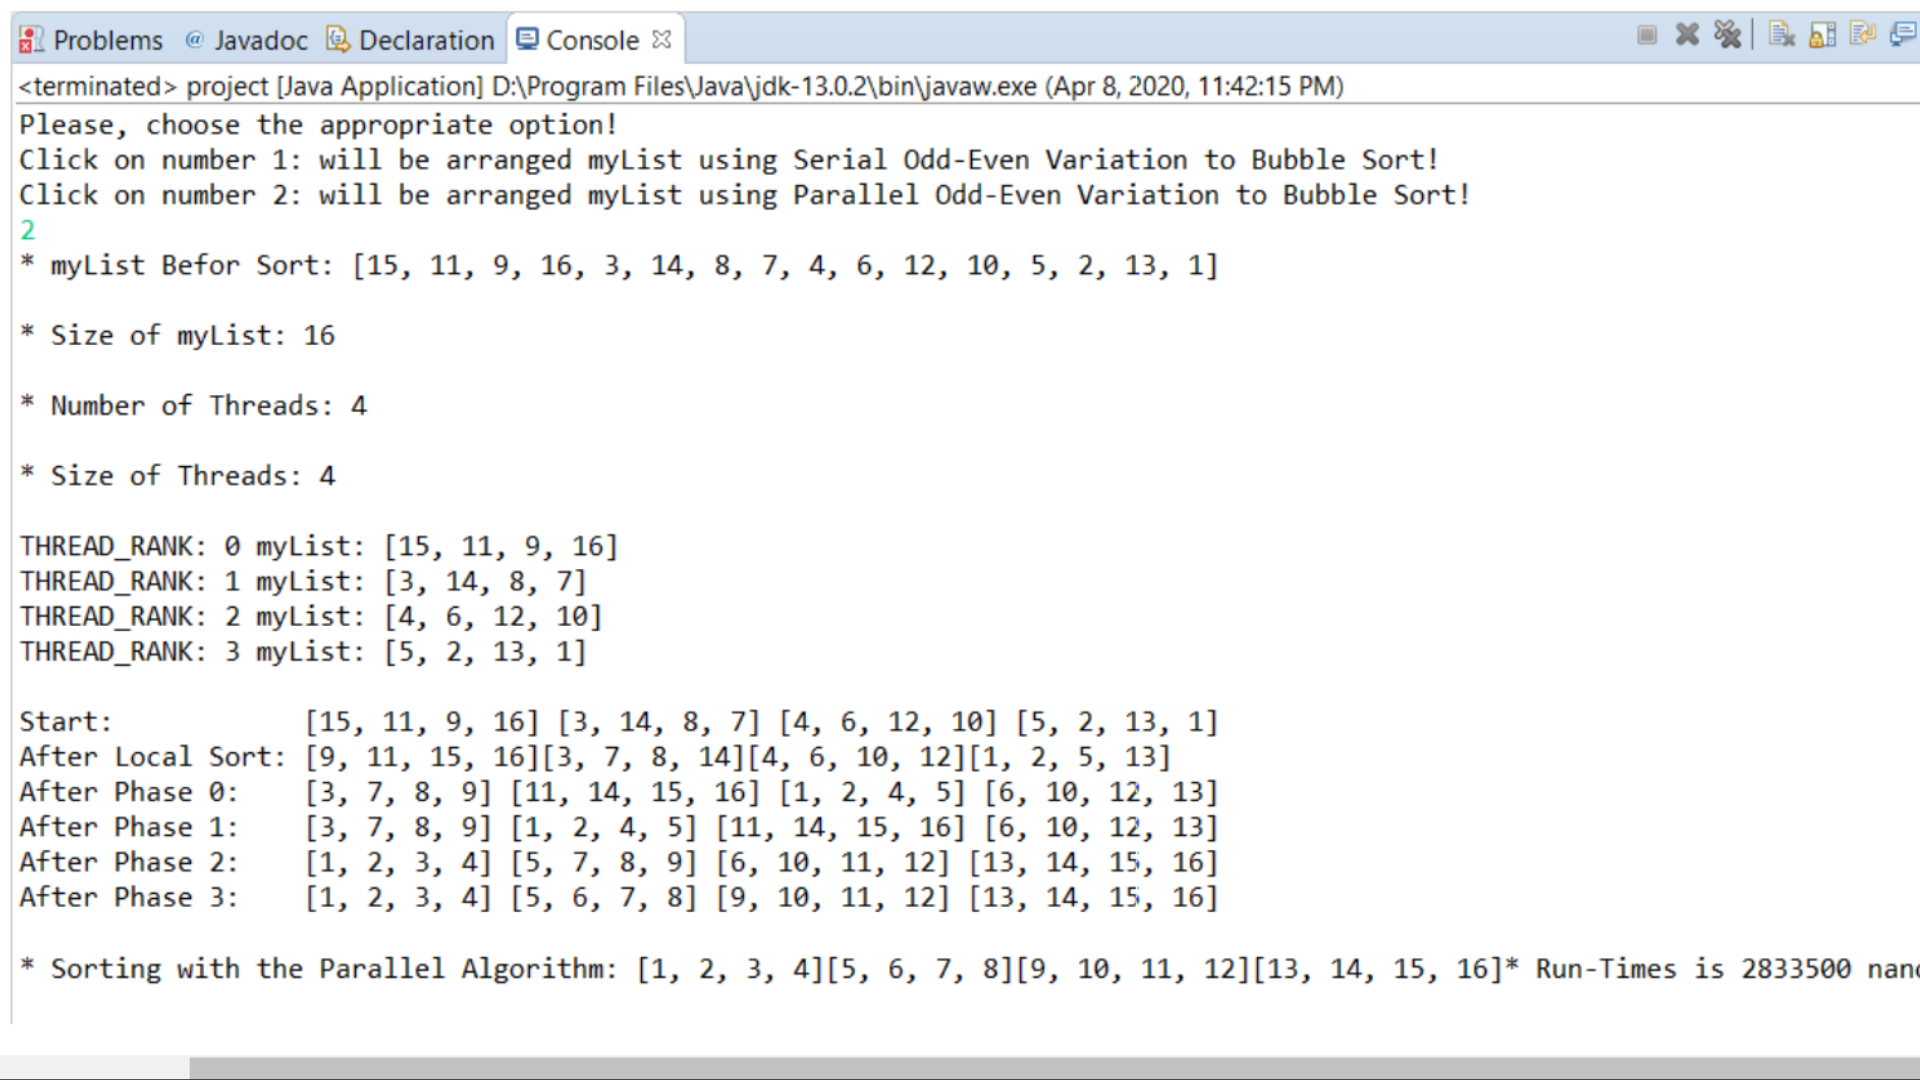 Problems @ Javadoc Declaration Console
<terminated> project [Java Application] D:\Program Files\Java\jdk-13.0.2\bin\javaw.exe (Apr 8, 2020, 11:42:15 PM)
Please, choose the appropriate option!
Click on number 1: will be arranged myList using Serial Odd-Even Variation to Bubble Sort!
Click on number 2: will be arranged myList using Parallel Odd-Even Variation to Bubble Sort!
2
* myList Befor Sort: [15, 11, 9, 16, 3, 14, 8, 7, 4, 6, 12, 10, 5, 2, 13, 1]
* Size of myList: 16
* Number of Threads: 4
* Size of Threads: 4
THREAD_RANK: 0 myList: [15, 11, 9, 16]
THREAD_RANK: 1 myList: [3, 14, 8, 7]
THREAD_RANK: 2 myList: [4, 6, 12, 10]
THREAD_RANK: 3 myList: [5, 2, 13, 1]
Start: [15, 11, 9, 16] [3, 14, 8, 7] [4, 6, 12, 10] [5, 2, 13, 1]
After Local Sort: [9, 11, 15, 16][3, 7, 8, 14][4, 6, 10, 12][1, 2, 5, 13]
After Phase 0: [3, 7, 8, 9] [11, 14, 15, 16] [1, 2, 4, 5] [6, 10, 12, 13]
After Phase 1: [3, 7, 8, 9] [1, 2, 4, 5] [11, 14, 15, 16] [6, 10, 12, 13]
After Phase 2: [1, 2, 3, 4] [5, 7, 8, 9] [6, 10, 11, 12] [13, 14, 15, 16]
After Phase 3: [1, 2, 3, 4] [5, 6, 7, 8] [9, 10, 11, 12] [13, 14, 15, 16]
* Sorting with the Parallel Algorithm: [1, 2, 3, 4][5, 6, 7, 8][9, 10, 11, 12][13, 14, 15, 16]* Run-Times is 2833500